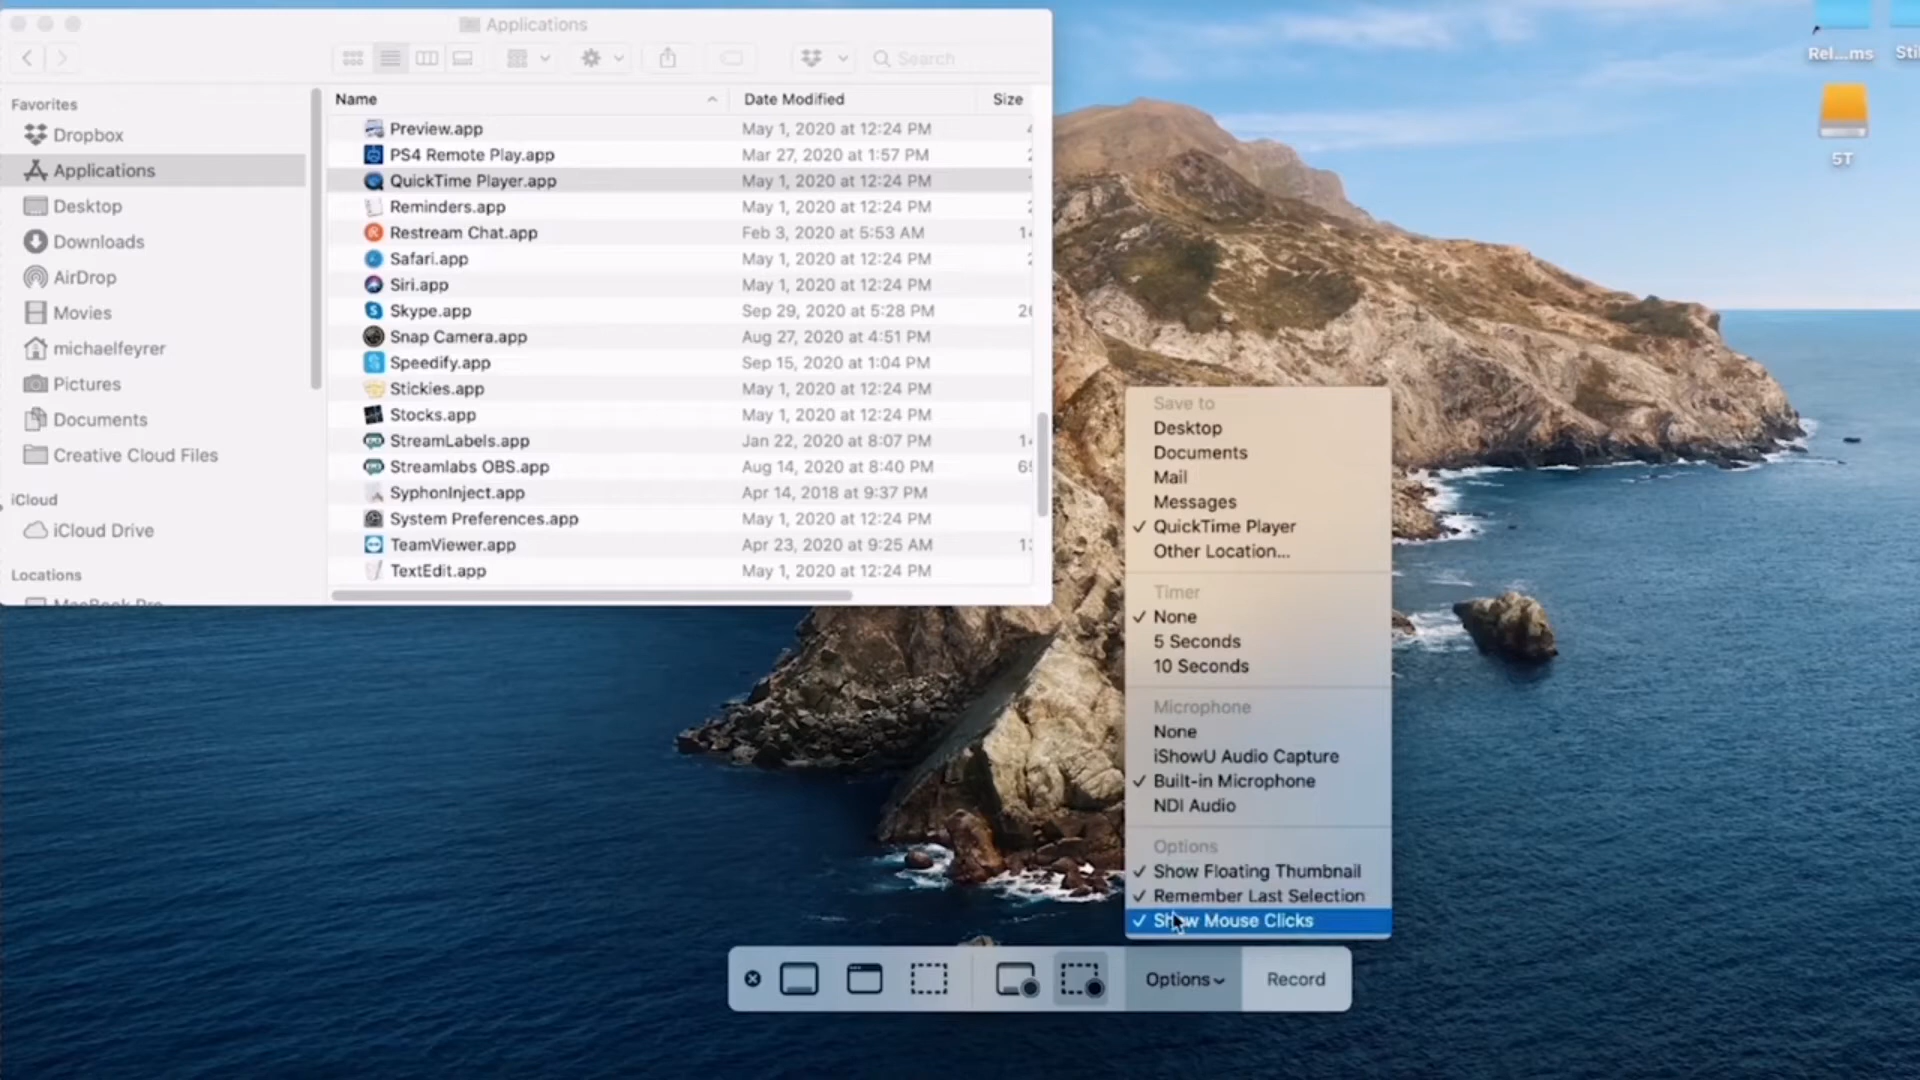 Applications
Search
Favorites
Dropbox
Applications
Desktop
Downloads
AirDrop
Movies
michaelfeyrer
Pictures
Documents
Creative Cloud Files
iCloud
iCloud Drive
Locations
MacBook Pro
Name Date Modified Size
Preview.app May 1, 2020 at 12:24 PM
PS4 Remote Play.app Mar 27, 2020 at 1:57 PM
QuickTime Player.app May 1, 2020 at 12:24 PM
Reminders.app May 1, 2020 at 12:24 PM
Restream Chat.app Feb 3, 2020 at 5:53 AM
Safari.app May 1, 2020 at 12:24 PM
Siri.app May 1, 2020 at 12:24 PM
Skype.app Sep 29, 2020 at 5:28 PM
Snap Camera.app Aug 27, 2020 at 4:51 PM
Speedify.app Sep 15, 2020 at 1:04 PM
Stickies.app May 1, 2020 at 12:24 PM
Stocks.app May 1, 2020 at 12:24 PM
StreamLabels.app Jan 22, 2020 at 8:07 PM
Streamlabs OBS.app Aug 14, 2020 at 8:40 PM
SyphonInject.app Apr 14, 2018 at 9:37 PM
System Preferences.app May 1, 2020 at 12:24 PM
TeamViewer.app Apr 23, 2020 at 9:25 AM
TextEdit.app May 1, 2020 at 12:24 PM
Rel...ms
5T
Save to
Desktop
Documents
Mail
Messages
✓ QuickTime Player
Other Location...
Timer
✓ None
5 Seconds
10 Seconds
Microphone
None
iShowU Audio Capture
✓ Built-in Microphone
NDI Audio
Options
✓ Show Floating Thumbnail
✓ Remember Last Selection
✓ Show Mouse Clicks
Options
Record